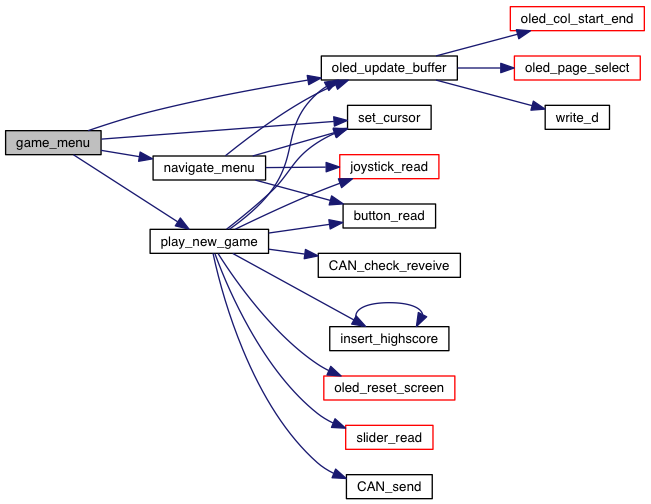 oled_col_start_end
oled_update_buffer
oled_page_select
set_cursor
write_d
game_menu
navigate_menu
joystick_read
button_read
play_new_game
CAN_check_reveive
insert_highscore
oled_reset_screen
slider_read
CAN_send